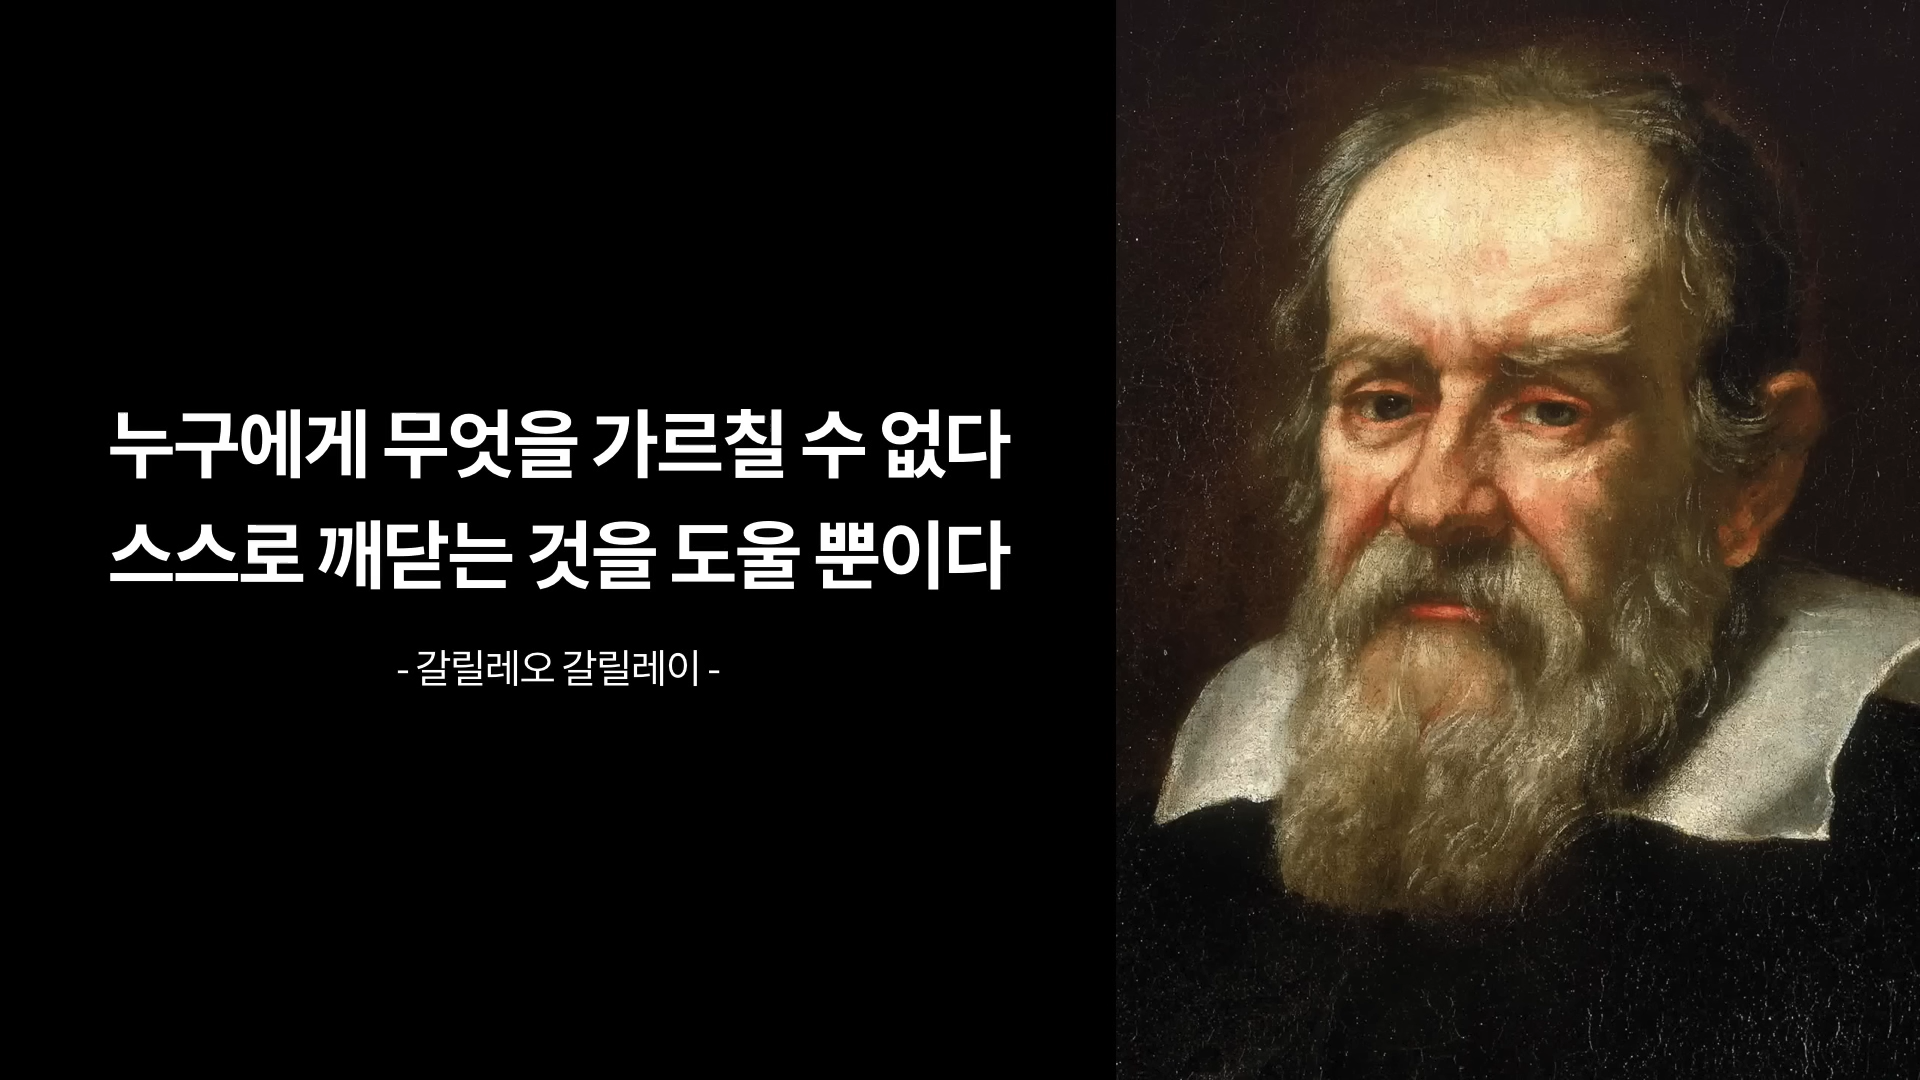 누구에게 무엇을 가르칠 수 없다
스스로 깨닫는 것을 도울 뿐이다
- 갈릴레오 갈릴레이 -